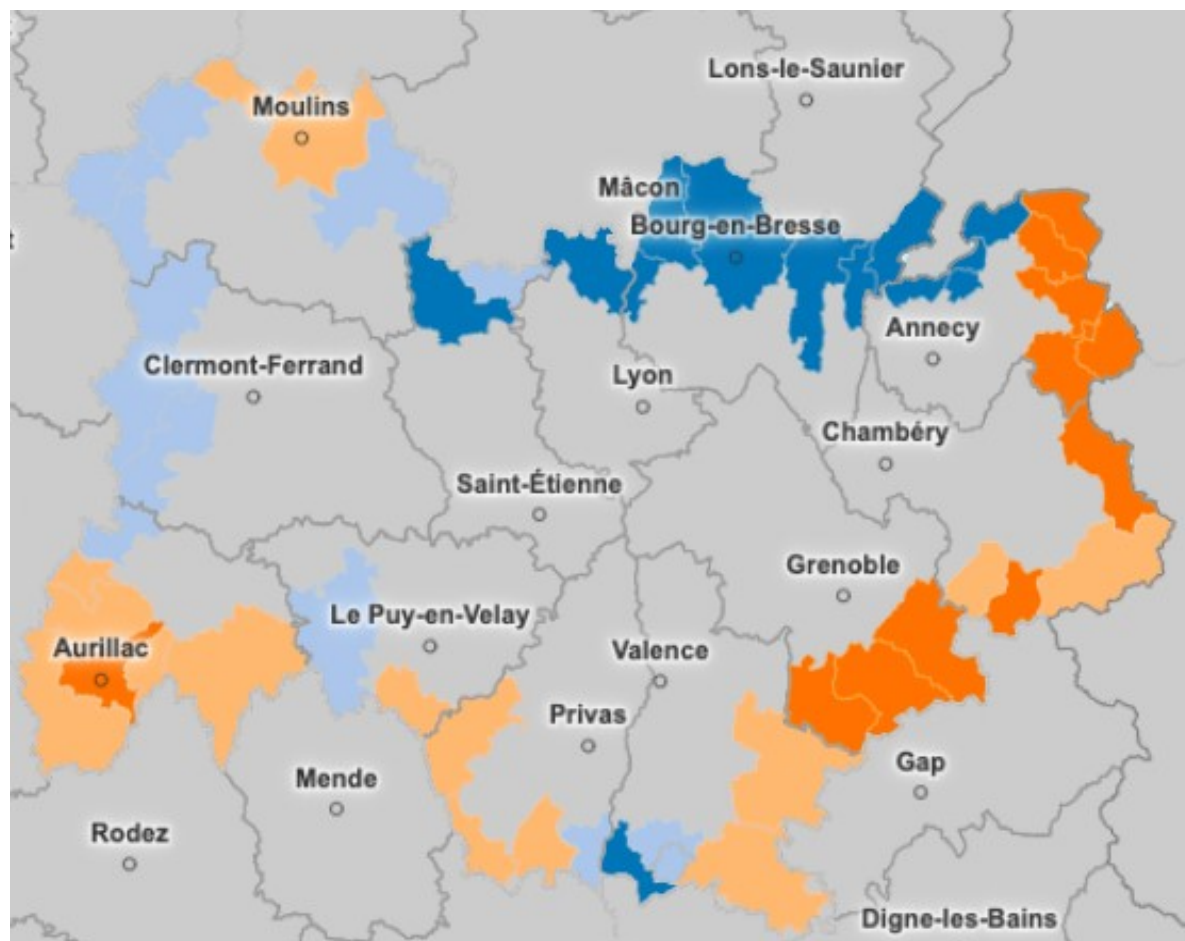 Lons-le-Saunier
Moulins
Mâcon
Bourg-en-Bresse
Annecy
Clermont-Ferrand
Lyon
Chambéry
Saint-Étienne
Grenoble
Le Puy-en-Velay
Aurillac
Valence
Privas
Gap
Mende
Rodez
Digne-les-Bains